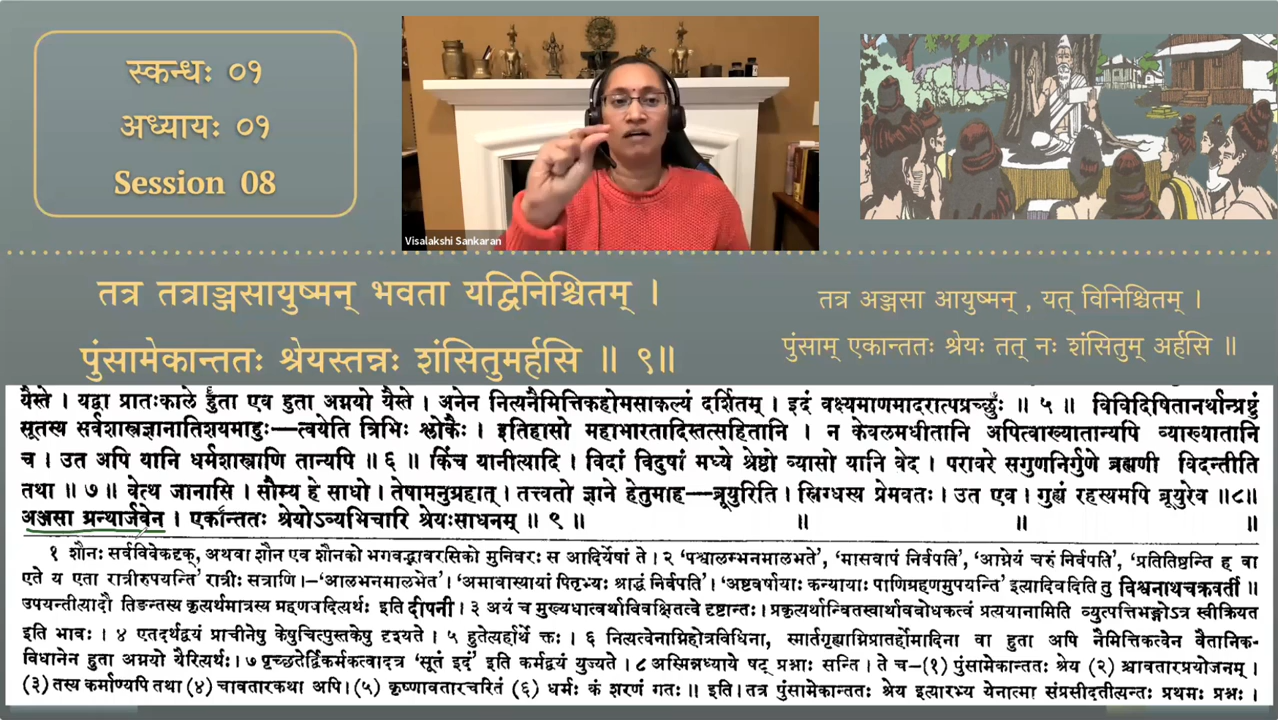 स्कन्धः ०१
अध्यायः ०१
Session 08
Visalakshi Sankaran
तत्र तत्राञ्जसायुष्मन् भवता यद्विनिश्चितम् ।
पुंसामेकान्ततः श्रेयस्तन्नः शंसितुमर्हसि ॥ ९॥
तत्र अञ्जसा आयुष्मन् , यत् विनिश्चितम् ।
पुंसाम् एकान्ततः श्रेयः तत् नः शंसितुम् अर्हसि ॥
यैस्ते । यद्वा प्रातःकाले हुता एव हुता अग्नयो यैस्ते । अनेन नित्यनैमित्तिकहोमसाकल्यं दर्शितम् । इदं वक्ष्यमाणमादरात्पप्रच्छुः ॥ ५ ॥ विविदिषितानर्थान्प्रष्टुं
सूतस्य सर्वशास्त्रज्ञानातिशयमाहुः—त्वयेति त्रिभिः श्लोकैः । इतिहासो महाभारतादिस्तत्सहितानि । न केवलमधीतानि अपित्वाख्यातान्यपि व्याख्यातानि
च । उत अपि यानि धर्मशास्त्राणि तान्यपि ॥ ६ ॥ किंच यानीत्यादि । विदां विदुषां मध्ये श्रेष्ठो व्यासो यानि वेद । परावरे सगुणनिर्गुणे ब्रह्मणी विदन्तीति
तथा ॥ ७ ॥ वेत्थ जानासि । सौम्य हे साधो । तेषामनुग्रहात् । तत्त्वतो ज्ञाने हेतुमाह—ब्रूयुरिति । स्निग्धस्य प्रेमवतः । उत एव । गुह्यं रहस्यमपि ब्रूयुरेव ॥८॥
अञ्जसा ग्रन्थार्जवेन । एकान्ततः श्रेयोऽव्यभिचारि श्रेयःसाधनम् ॥ ९ ॥ ॥ ॥ ॥
१ शौनः सर्वविवेकदृक्, अथवा शौन एव शौनको भगवद्भावरसिको मुनिवरः स आदिर्येषां ते । २ 'पश्वालम्भनमालभते', 'मासवापं निर्वपति', 'आग्नेयं चरुं निर्वपति', 'प्रतितिष्ठन्ति ह वा
एते य एता रात्रीरुपयन्ति' रात्रीः सत्राणि ।–'आलभनमालभेत' । 'अमावास्यायां पितृभ्यः श्राद्धं निर्वपति' । 'अष्टवर्षायाः कन्यायाः पाणिग्रहणमुपयन्ति' इत्यादिवदिति तु विश्वनाथचक्रवर्ती ॥
उपयन्तीत्यादौ तिङन्तस्य कृत्यर्थमात्रस्य ग्रहणवदित्यर्थः इति दीपनी । ३ अयं च मुख्यधात्वर्थाविवक्षितत्वे दृष्टान्तः । प्रकृत्यर्थान्वितस्वार्थावबोधकत्वं प्रत्ययानामिति व्युत्पत्तिभङ्गोऽत्र स्वीक्रियत
इति भावः । ४ एतदर्थद्वयं प्राचीनेषु केषुचित्पुस्तकेषु दृश्यते । ५ हुतेत्यर्हार्थे क्तः । ६ नित्यत्वेनाग्निहोत्रविधिना, स्मार्तगृह्याग्निप्रातर्होमादिना वा हुता अपि नैमित्तिकत्वेन वैतानिक-
विधानेन हुता अग्नयो यैरित्यर्थः । ७ पृच्छतेर्द्विकर्मकत्वादत्र 'सूतं इदं' इति कर्मद्वयं युज्यते । ८ अस्मिन्नध्याये षट् प्रश्नाः सन्ति । ते च—(१) पुंसामेकान्ततः श्रेय (२) श्चावतारप्रयोजनम् ।
(३) तस्य कर्माण्यपि तथा (४) चावतारकथा अपि । (५) कृष्णावतारचरितं (६) धर्मः कं शरणं गतः ॥ इति । तत्र पुंसामेकान्ततः श्रेय इत्यारभ्य येनात्मा संप्रसीदतीत्यन्तः प्रथमः प्रश्नः ।